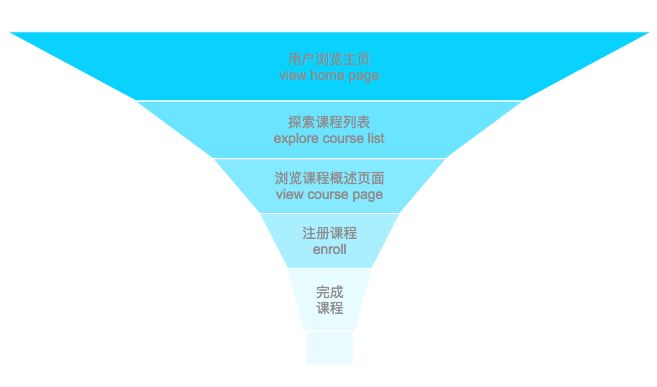 用户浏览主页
view home page
探索课程列表
explore course list
浏览课程概述页面
view course page
注册课程
enroll
完成
课程